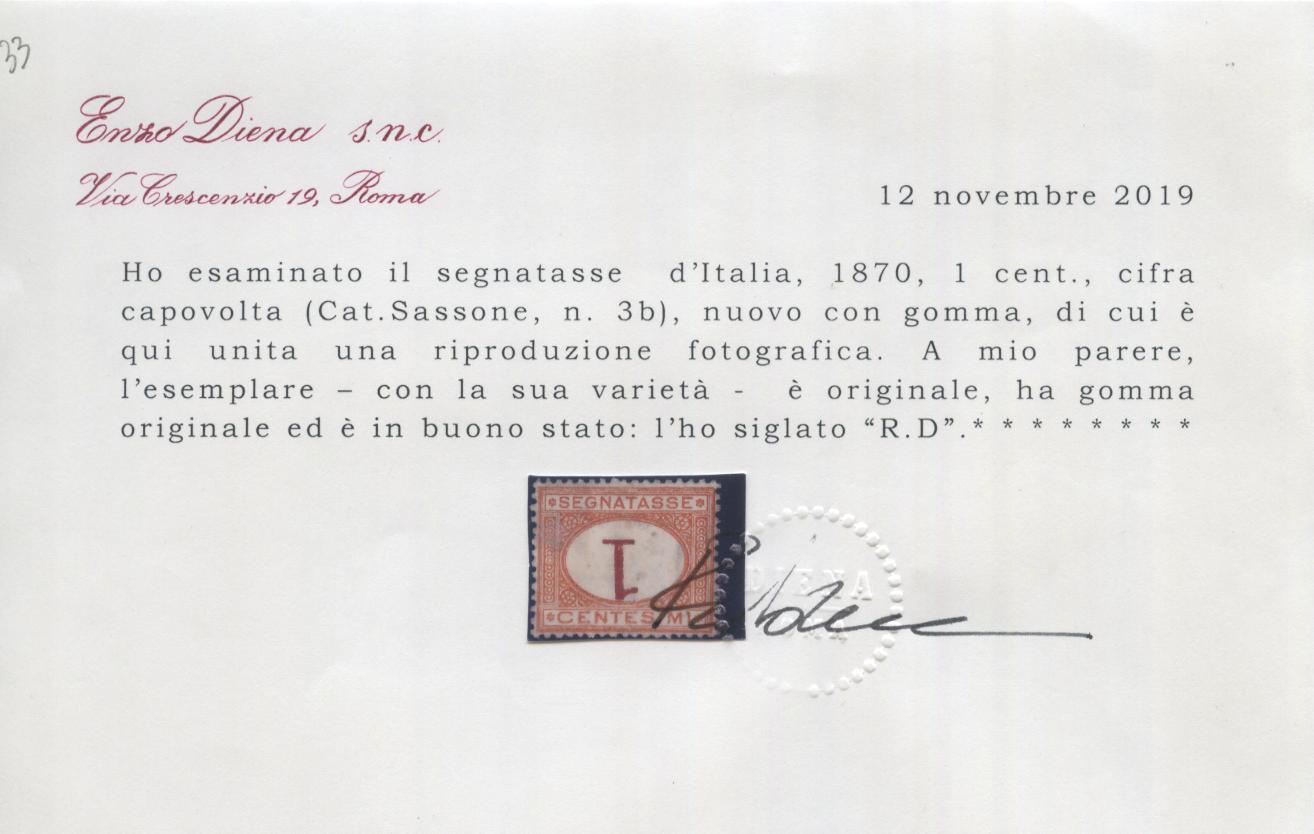 33
Enzo Diena s.n.c.
Via Crescenzio 19, Roma
12 novembre 2019
Ho esaminato il segnatasse d’Italia, 1870, 1 cent., cifra
capovolta (Cat.Sassone, n. 3b), nuovo con gomma, di cui è
qui unita una riproduzione fotografica. A mio parere,
l’esemplare – con la sua varietà - è originale, ha gomma
originale ed è in buono stato: l’ho siglato “R.D”.* * * * * * * *
SEGNATASSE
1
CENTESIMI
DIENA